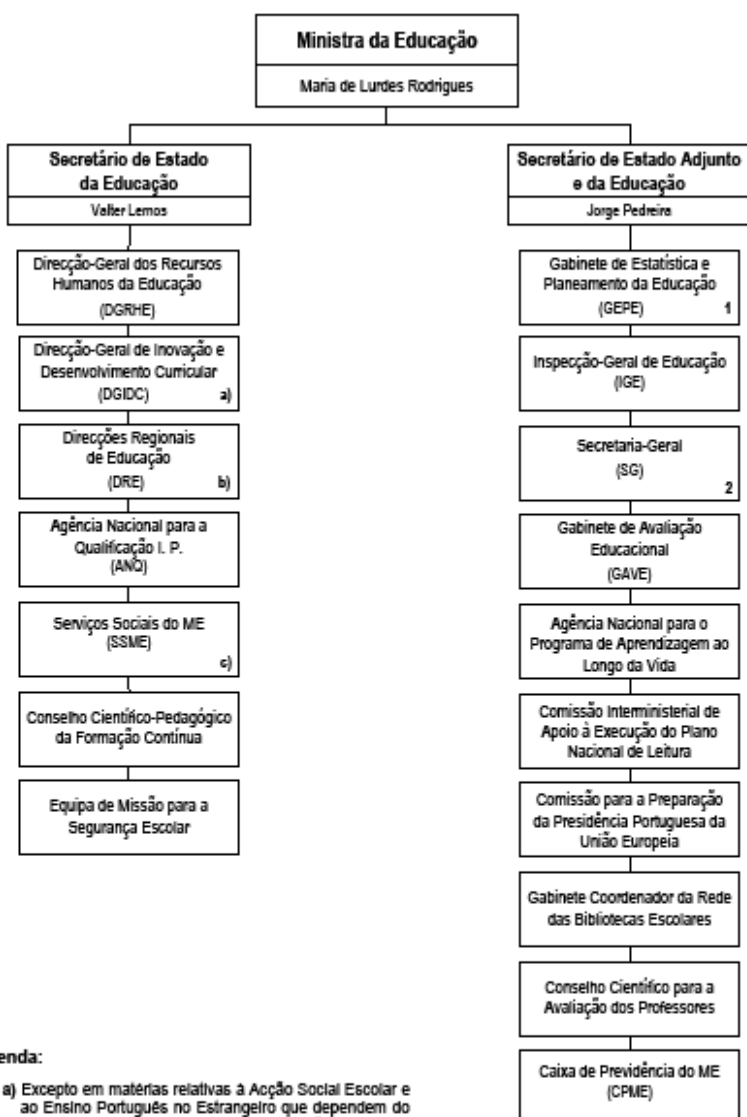 Ministra da Educação
Maria de Lurdes Rodrigues
Secretário de Estado
da Educação
Valter Lemos
Direcção-Geral dos Recursos
Humanos da Educação
(DGRHE)
Direcção-Geral de Inovação e
Desenvolvimento Curricular
(DGIDC) a)
Direcções Regionais
de Educação
(DRE) b)
Agência Nacional para a
Qualificação I. P.
(ANQ)
Serviços Sociais do ME
(SSME)
c)
Conselho Científico-Pedagógico
da Formação Contínua
Equipa de Missão para a
Segurança Escolar
Secretário de Estado Adjunto
e da Educação
Jorge Pedreira
Gabinete de Estatística e
Planeamento da Educação
(GEPE) 1
Inspecção-Geral de Educação
(IGE)
Secretaria-Geral
(SG)
2
Gabinete de Avaliação
Educacional
(GAVE)
Agência Nacional para o
Programa de Aprendizagem ao
Longo da Vida
Comissão Interministerial de
Apoio à Execução do Plano
Nacional de Leitura
Comissão para a Preparação
da Presidência Portuguesa da
União Europeia
Gabinete Coordenador da Rede
das Bibliotecas Escolares
Conselho Científico para a
Avaliação dos Professores
Caixa de Previdência do ME
(CPME)
enda:
a) Excepto em matérias relativas à Acção Social Escolar e
ao Ensino Português no Estrangeiro que dependem do